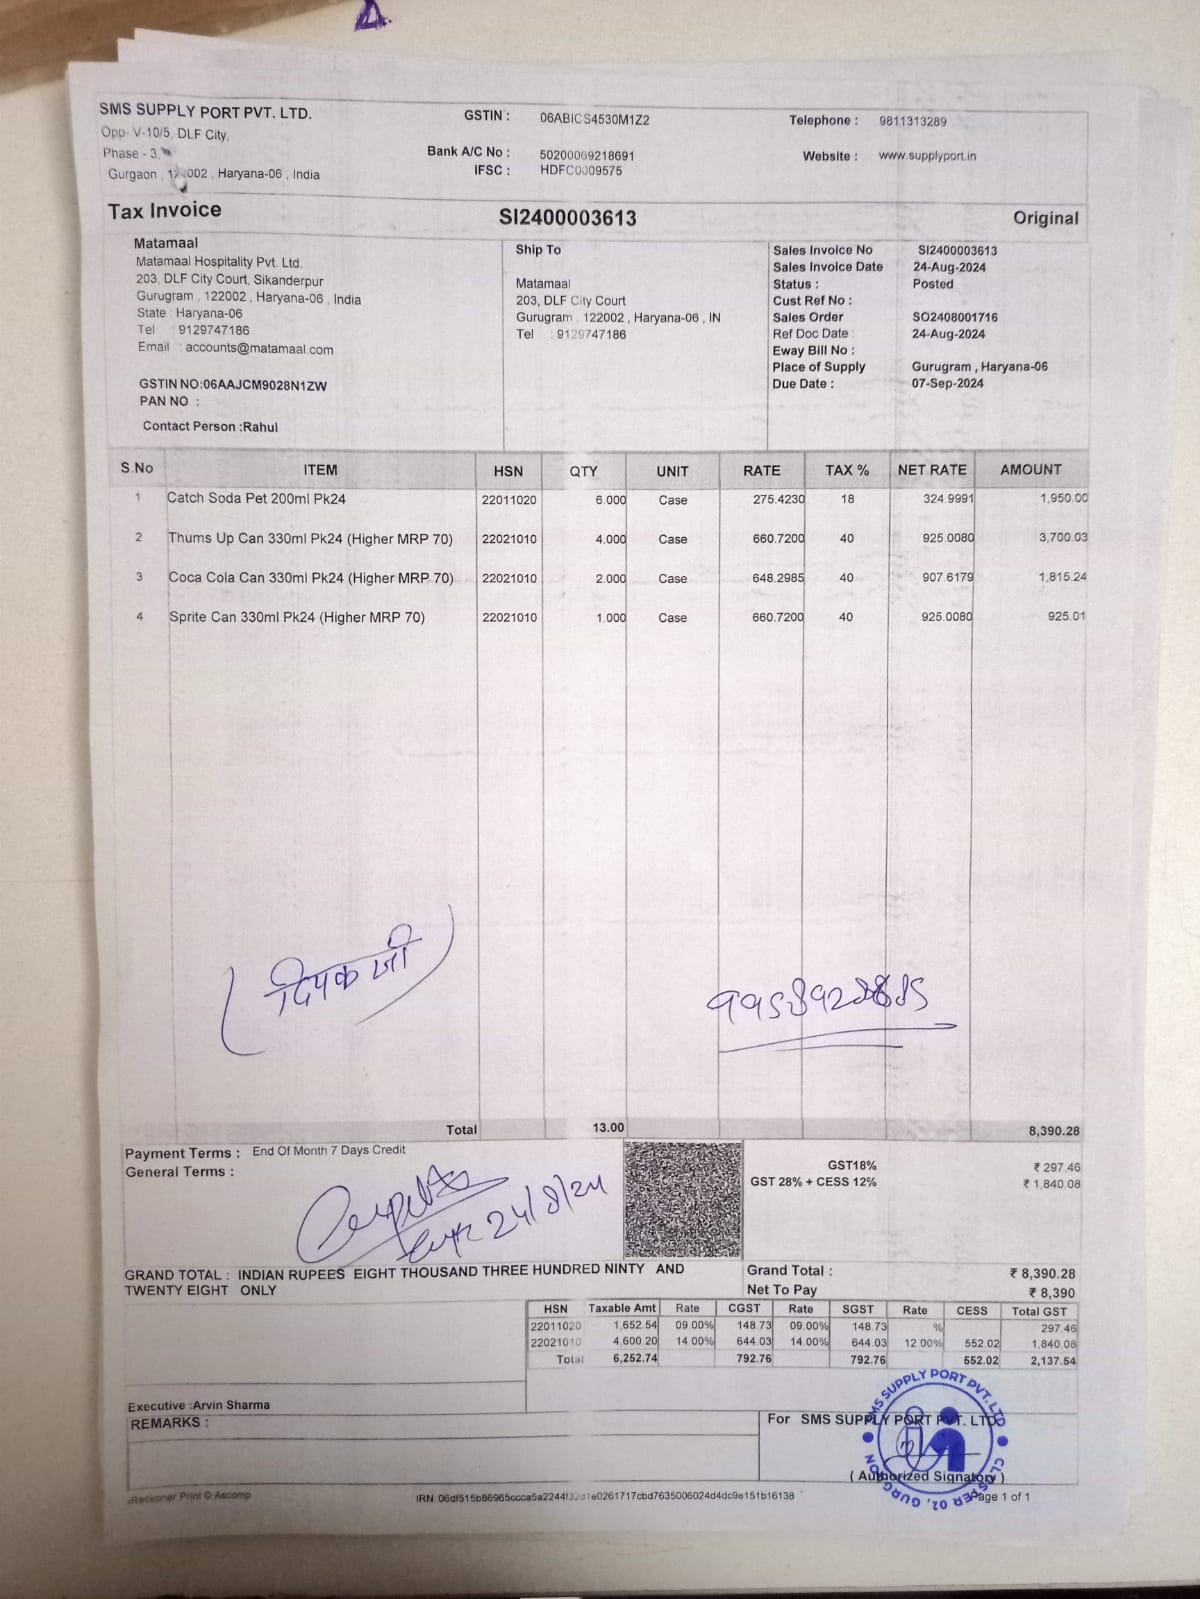 SMS SUPPLY PORT PVT. LTD.
Opp- V-10/5, DLF City,
Phase - 3,
Gurgaon , 002 , Haryana-06 , India
GSTIN : 06ABICS4530M1Z2
Bank A/C No : 50200069218691
IFSC : HDFC0009575
Telephone : 9811313289
Website : www.supplyport.in
Tax Invoice SI2400003613 Original
Matamaal
Matamaal Hospitality Pvt. Ltd.
203, DLF City Court, Sikanderpur
Gurugram , 122002 , Haryana-06 , India
State : Haryana-06
Tel : 9129747186
Email : accounts@matamaal.com
GSTIN NO:06AAJCM9028N1ZW
PAN NO :
Contact Person :Rahul
Ship To
Matamaal
203, DLF City Court
Gurugram , 122002 , Haryana-06 , IN
Tel : 9129747186
Sales Invoice No SI2400003613
Sales Invoice Date 24-Aug-2024
Status : Posted
Cust Ref No :
Sales Order SO2408001716
Ref Doc Date : 24-Aug-2024
Eway Bill No :
Place of Supply Gurugram , Haryana-06
Due Date : 07-Sep-2024
S.No ITEM HSN QTY UNIT RATE TAX % NET RATE AMOUNT
1 Catch Soda Pet 200ml Pk24 22011020 6.000 Case 275.4230 18 324.9991 1,950.00
2 Thums Up Can 330ml Pk24 (Higher MRP 70) 22021010 4.000 Case 660.7200 40 925.0080 3,700.03
3 Coca Cola Can 330ml Pk24 (Higher MRP 70) 22021010 2.000 Case 648.2985 40 907.6179 1,815.24
4 Sprite Can 330ml Pk24 (Higher MRP 70) 22021010 1.000 Case 660.7200 40 925.0080 925.01
(दिपक जी)
Total 13.00 8,390.28
Payment Terms : End Of Month 7 Days Credit
General Terms :
24/8/24
GST18% ₹ 297.46
GST 28% + CESS 12% ₹ 1,840.08
GRAND TOTAL : INDIAN RUPEES EIGHT THOUSAND THREE HUNDRED NINTY AND
TWENTY EIGHT ONLY
Grand Total : ₹ 8,390.28
Net To Pay ₹ 8,390
HSN Taxable Amt Rate CGST Rate SGST Rate CESS Total GST
22011020 1,652.54 09.00% 148.73 09.00% 148.73 % 297.46
22021010 4,600.20 14.00% 644.03 14.00% 644.03 12.00% 552.02 1,840.08
Total 6,252.74 792.76 792.76 552.02 2,137.54
Executive :Arvin Sharma
REMARKS :
For SMS SUPPLY PORT PVT. LTD
(Authorized Signatory)
SMS SUPPLY PORT PVT. LTD
CLUSTER 02, GURGAON
iReckoner Print © Ascomp
Page 1 of 1